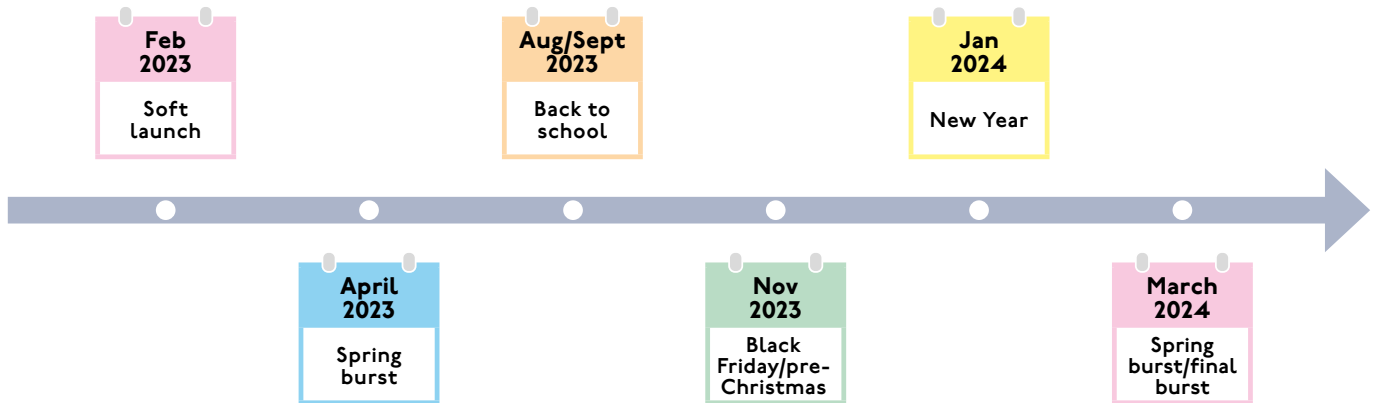 Feb
2023
Soft
launch
Aug/Sept
2023
Back to
school
Jan
2024
New Year
April
2023
Spring
burst
Nov
2023
Black
Friday/pre-
Christmas
March
2024
Spring
burst/final
burst